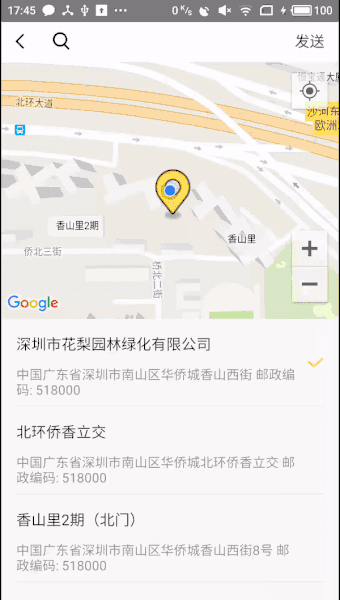 17:45
0 K/s
100
发送
北环大道
沙河东
欧洲
香山里2期
香山里
侨北三街
侨北二街
Google
深圳市花梨园林绿化有限公司
中国广东省深圳市南山区华侨城香山西街 邮政编
码: 518000
北环侨香立交
中国广东省深圳市南山区华侨城北环侨香立交 邮
政编码: 518000
香山里2期（北门）
中国广东省深圳市南山区华侨城香山西街8号 邮
政编码: 518000